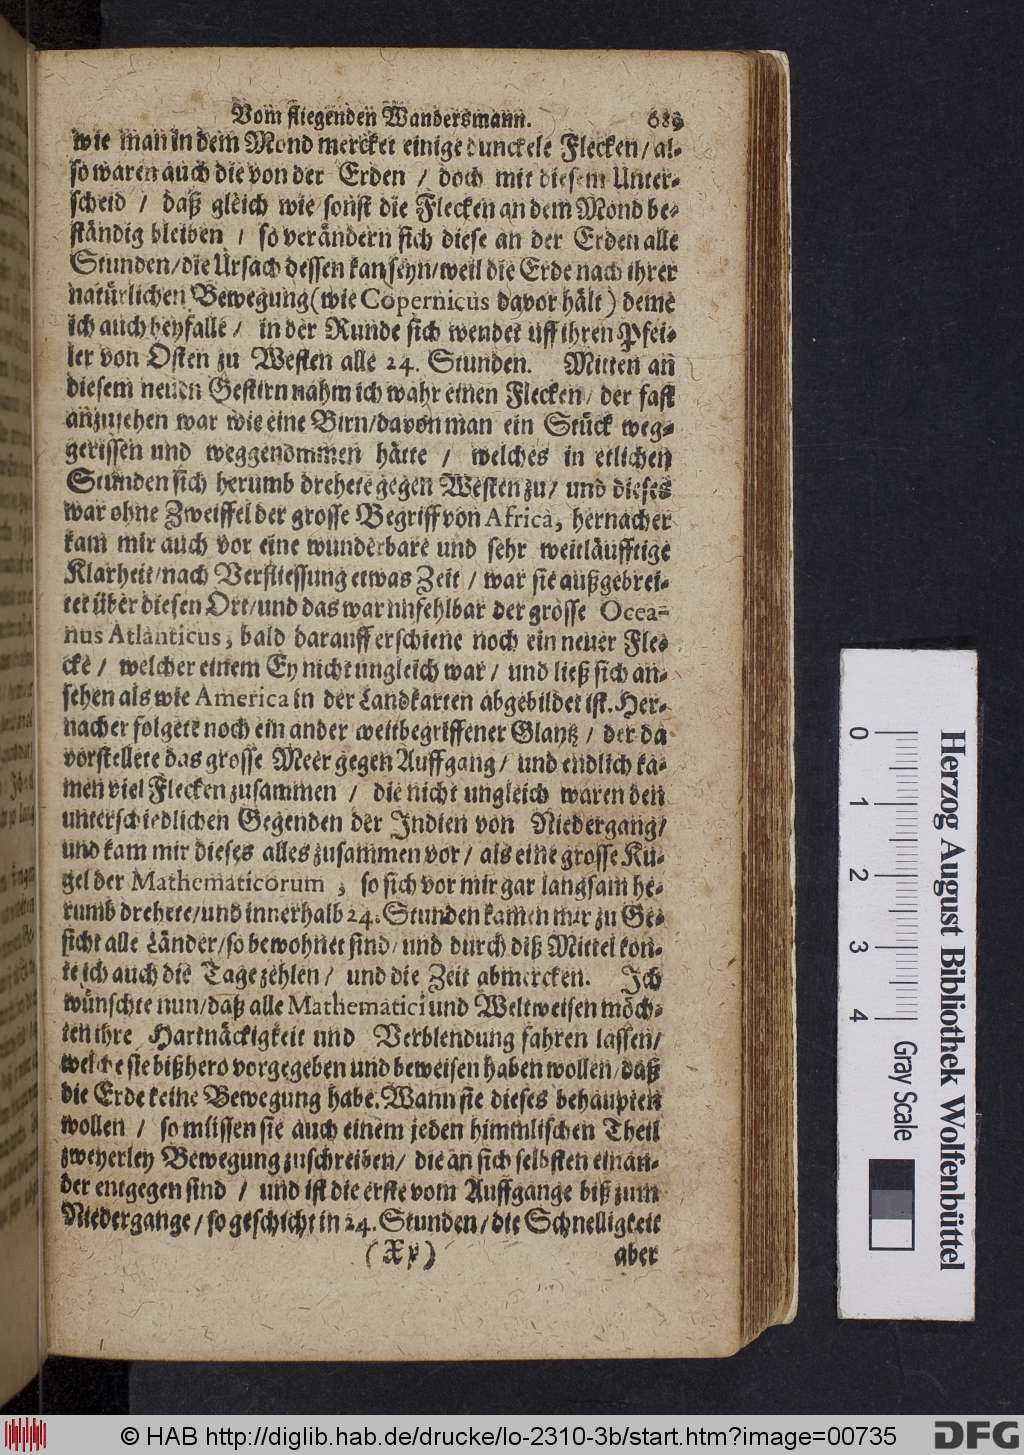 Vom fliegenden Wandersmann. 689
wie man in dem Mond mercket einige dunckele Flecken / al-
so waren auch die von der Erden / doch mit diesem Unter-
scheid / daß gleich wie sonst die Flecken an dem Mond be-
ständig bleiben / so verändern sich diese an der Erden alle
Stunden / die Ursach dessen kan seyn / weil die Erde nach ihrer
natürlichen Bewegung (wie Copernicus davor hält) deme
ich auch beyfalle / in der Runde sich wendet uff ihren Pfei-
ler von Osten zu Westen alle 24. Stunden. Mitten an
diesem neuen Gestirn nahm ich wahr einen Flecken / der fast
anzusehen war wie eine Birn / davon man ein Stück weg-
gerissen und weggenommen hätte / welches in etlichen
Stunden sich herumb drehete gegen Westen zu / und dieses
war ohne Zweiffel der grosse Begriff von Africa, hernacher
kam mir auch vor eine wunderbare und sehr weitläufftige
Klarheit / nach Verfliessung etwas Zeit / war sie außgebrei-
tet über diesen Ort / und das war unfehlbar der grosse Ocea-
nus Atlanticus, bald darauff erschiene noch ein neuer Fle-
cke / welcher einem Ey nicht ungleich war / und ließ sich an-
sehen als wie America in der Landkarten abgebildet ist. Her-
nacher folgete noch ein ander weitbegriffener Glantz / der da
vorstellete das grosse Meer gegen Auffgang / und endlich ka-
men viel Flecken zusammen / die nicht ungleich waren den
unterschiedlichen Gegenden der Indien von Niedergang /
und kam mir dieses alles zusammen vor / als eine grosse Ku-
gel der Mathematicorum, so sich vor mir gar langsam he-
rumb drehete / und innerhalb 24. Stunden kamen mir zu Ge-
sicht alle Länder / so bewohnet sind / und durch diß Mittel kon-
te ich auch die Tage zehlen / und die Zeit abmercken. Ich
wünschte nun / daß alle Mathematici und Weltweisen möch-
ten ihre Hartnäckigkeit und Verblendung fahren lassen /
welche sie bißhero vorgegeben und beweisen haben wollen / daß
die Erde keine Bewegung habe. Wann sie dieses behaupten
wollen / so müssen sie auch einem jeden himmlischen Theil
zweyerley Bewegung zuschreiben / die an sich selbsten einan-
der entgegen sind / und ist die erste vom Auffgange biß zum
Niedergange / so geschicht in 24. Stunden / die Schnelligkeit
(Xx) aber
0 1 2 3 4
Gray Scale
Herzog August Bibliothek Wolfenbüttel
© HAB http://diglib.hab.de/drucke/lo-2310-3b/start.htm?image=00735
DFG